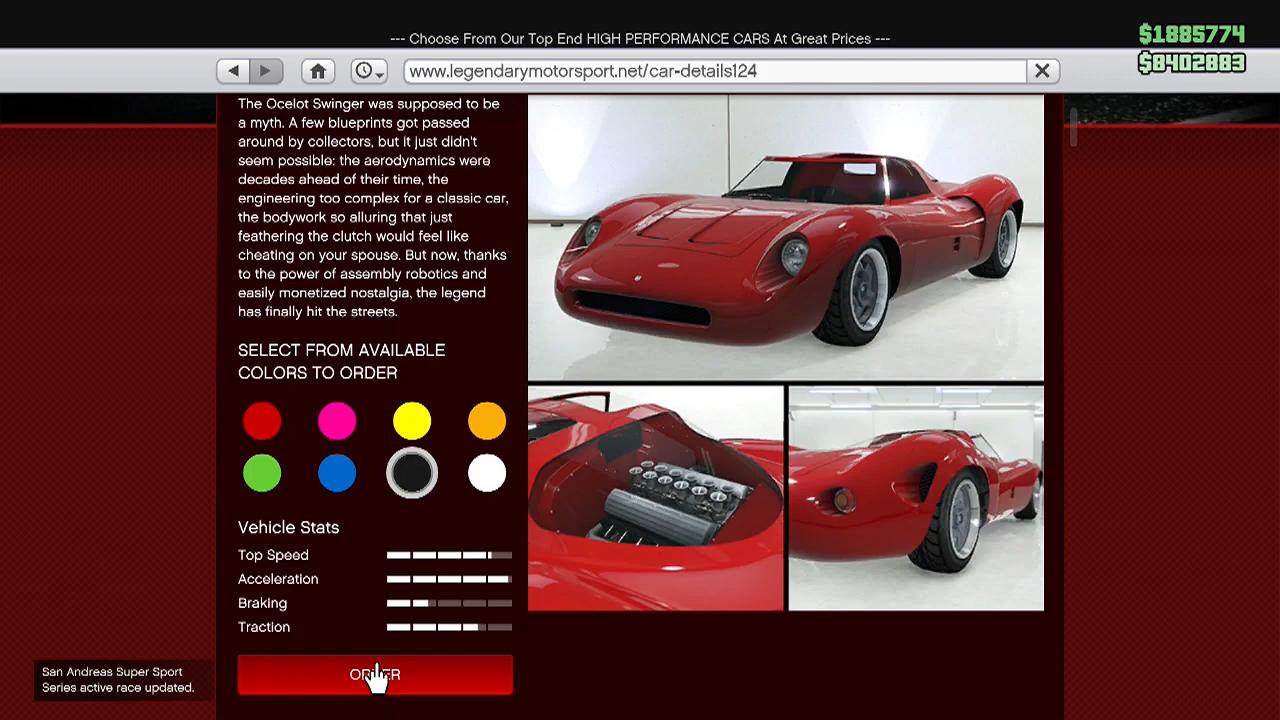 --- Choose From Our Top End HIGH PERFORMANCE CARS At Great Prices ---
$1885774
$8402883
www.legendarymotorsport.net/car-details124
The Ocelot Swinger was supposed to be
a myth. A few blueprints got passed
around by collectors, but it just didn't
seem possible: the aerodynamics were
decades ahead of their time, the
engineering too complex for a classic car,
the bodywork so alluring that just
feathering the clutch would feel like
cheating on your spouse. But now, thanks
to the power of assembly robotics and
easily monetized nostalgia, the legend
has finally hit the streets.
SELECT FROM AVAILABLE
COLORS TO ORDER
Vehicle Stats
Top Speed
Acceleration
Braking
Traction
ORDER
San Andreas Super Sport
Series active race updated.